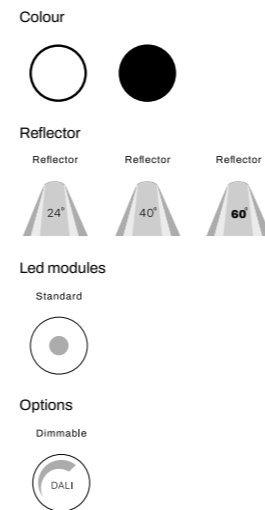 Colour
Reflector
Reflector Reflector Reflector
24° 40° 60°
Led modules
Standard
Options
Dimmable
DALI